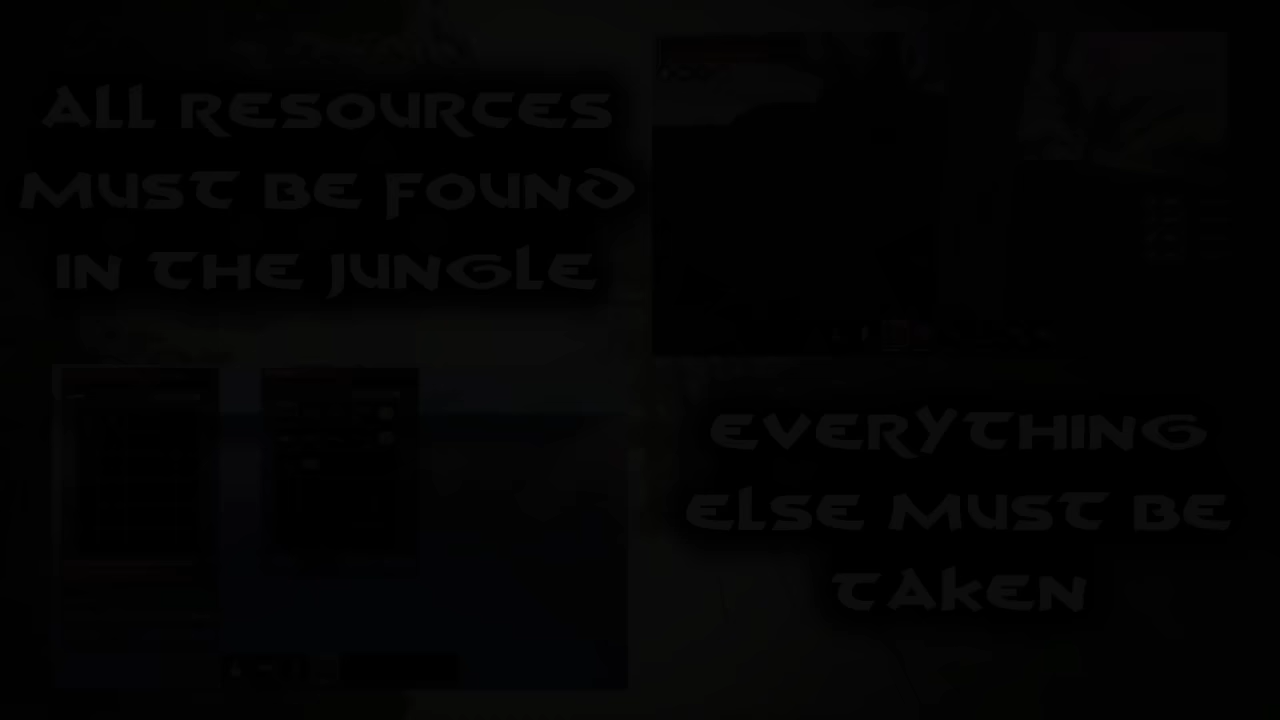 ALL RESOURCES
MUST BE FOUND
IN THE JUNGLE
EVERYTHING
ELSE MUST BE
TAKEN